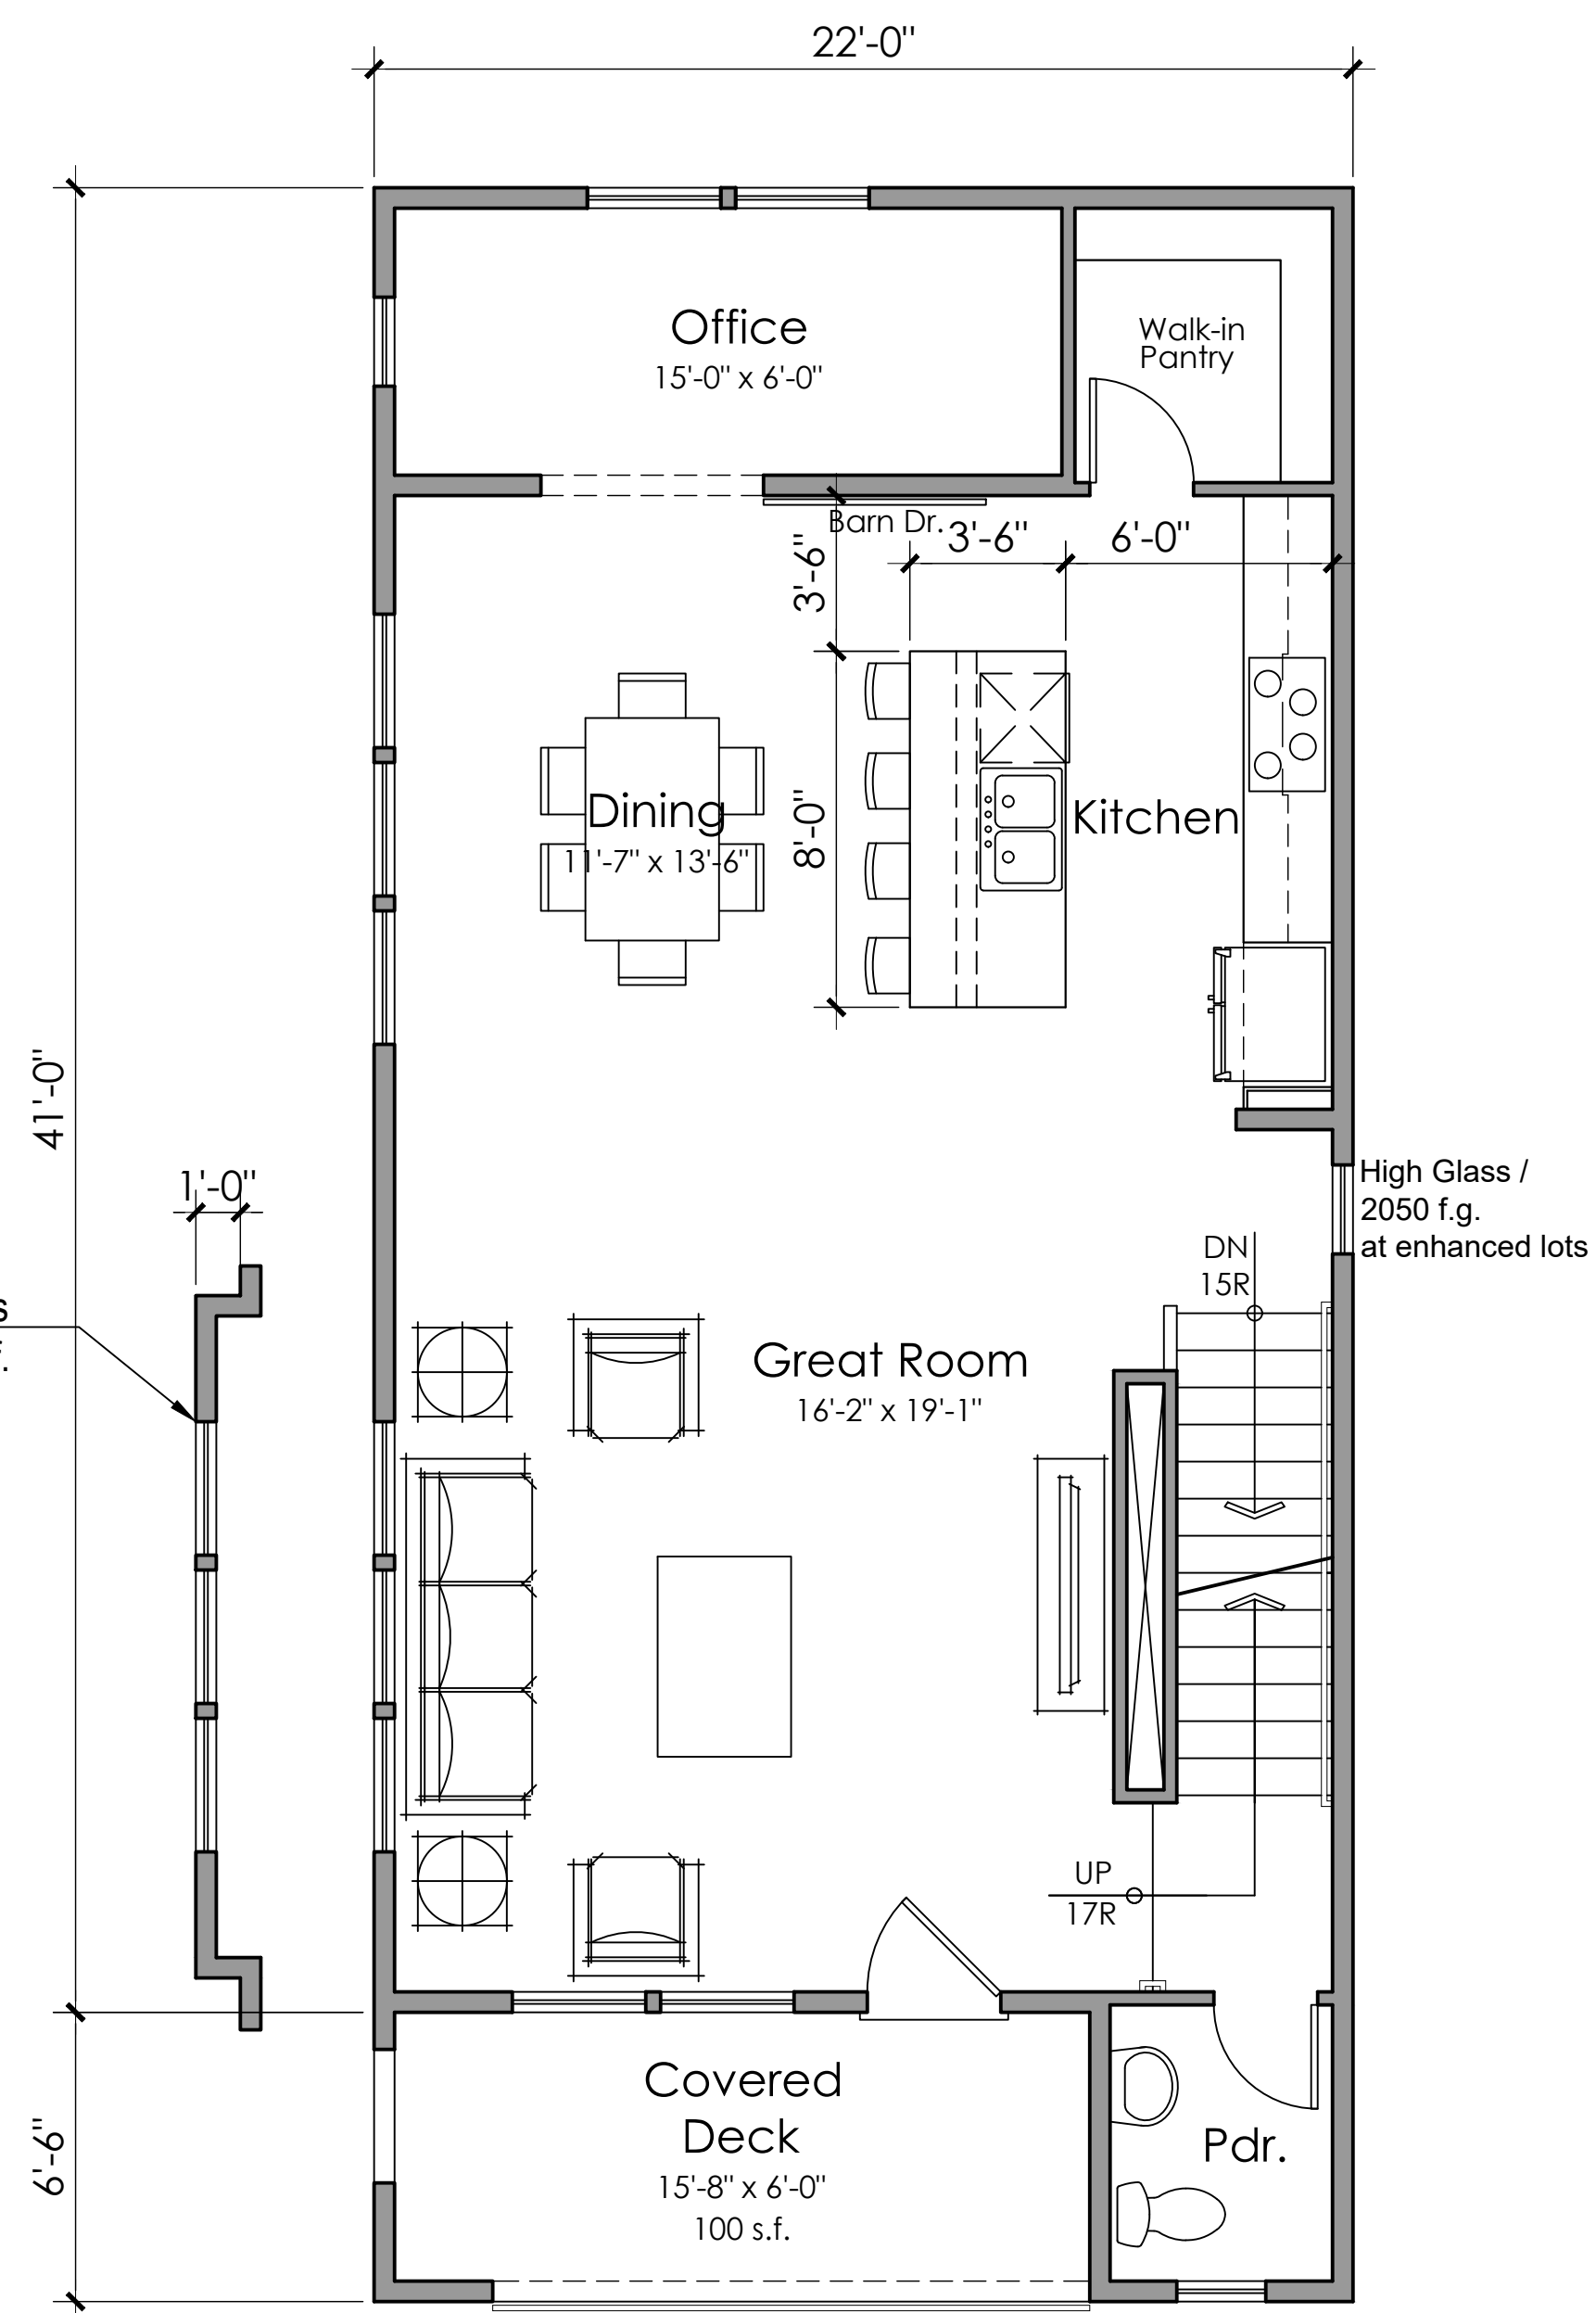 22'-0"
Office
15'-0" x 6'-0"
Walk-in
Pantry
Barn Dr.
3'-6"
6'-0"
3'-6"
Dining
11'-7" x 13'-6"
8'-0"
Kitchen
41'-0"
1'-0"
High Glass /
2050 f.g.
at enhanced lots
DN
15R
Great Room
16'-2" x 19'-1"
UP
17R
Covered
Deck
15'-8" x 6'-0"
100 s.f.
Pdr.
6'-6"